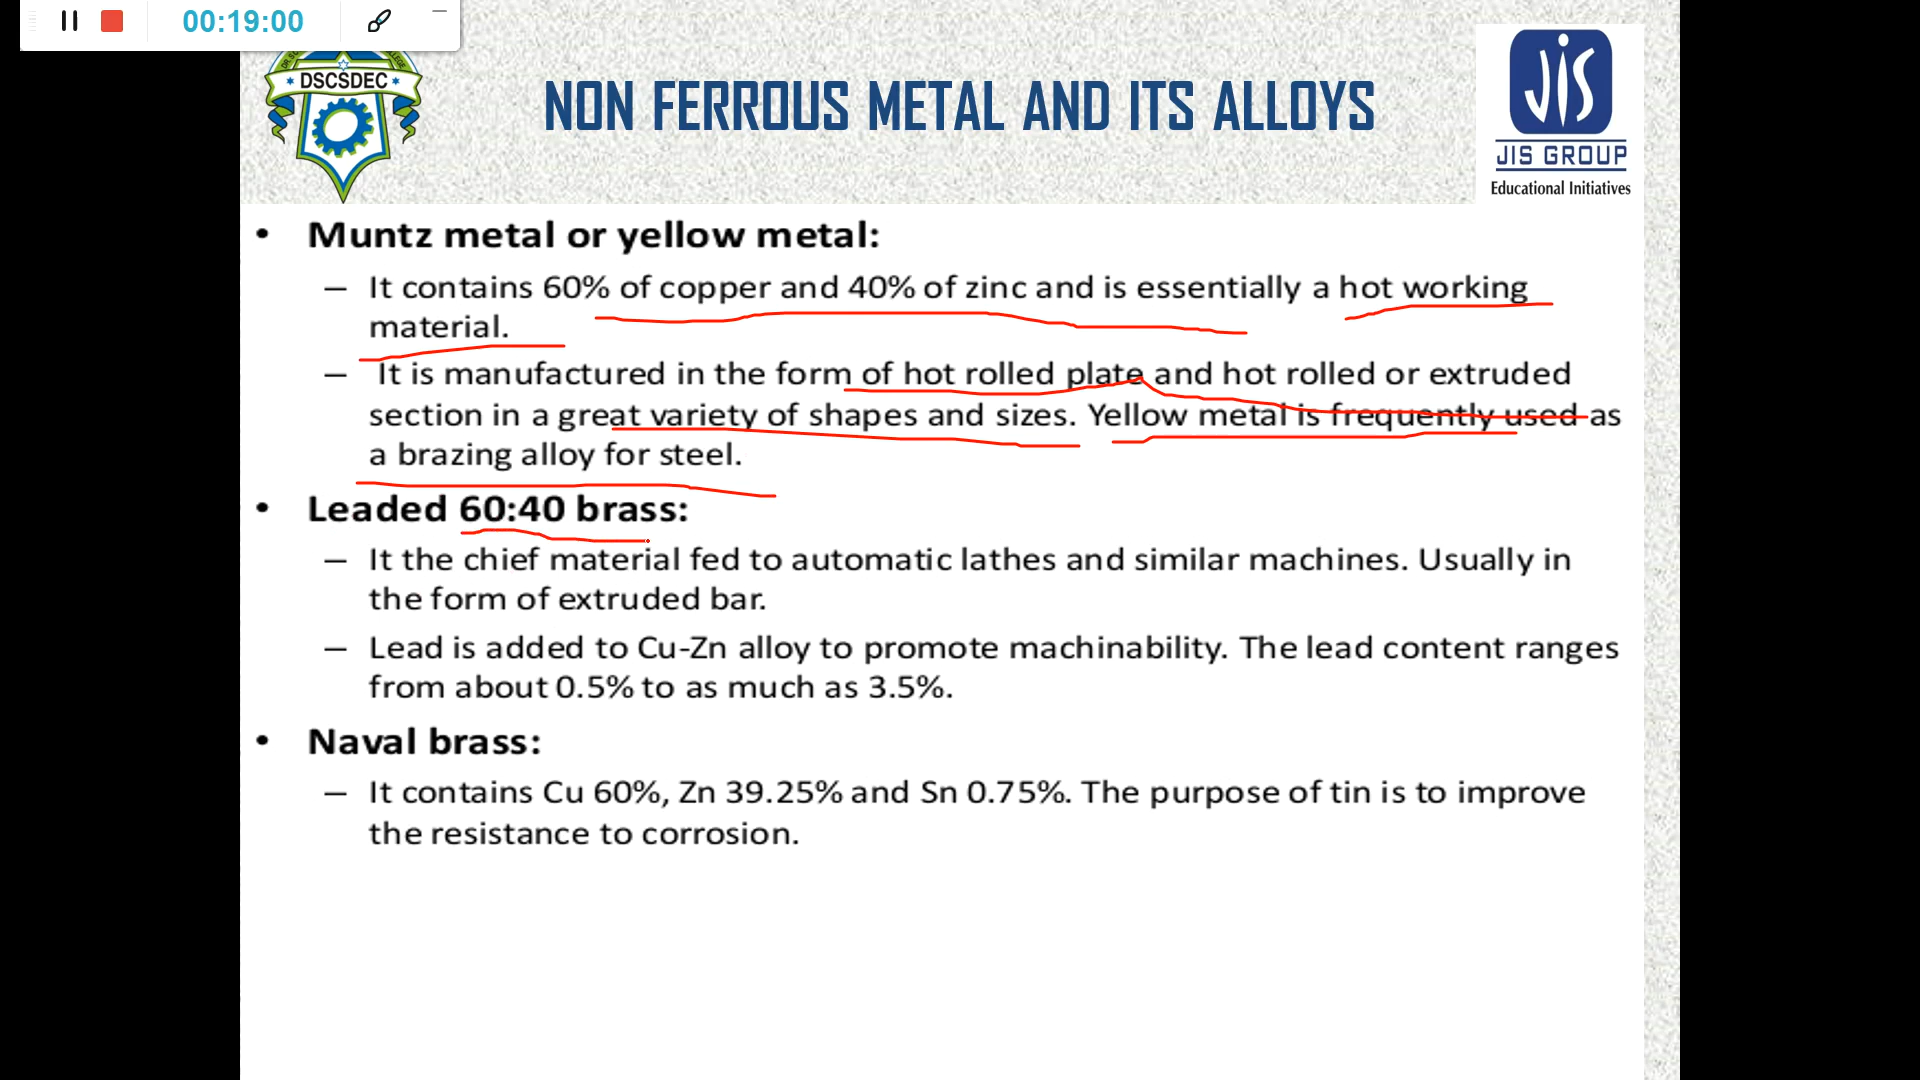 00:19:00
DSCSDEC
NON FERROUS METAL AND ITS ALLOYS
JIS
JIS GROUP
Educational Initiatives
• Muntz metal or yellow metal:
– It contains 60% of copper and 40% of zinc and is essentially a hot working
material.
– It is manufactured in the form of hot rolled plate and hot rolled or extruded
section in a great variety of shapes and sizes. Yellow metal is frequently used as
a brazing alloy for steel.
• Leaded 60:40 brass:
– It the chief material fed to automatic lathes and similar machines. Usually in
the form of extruded bar.
– Lead is added to Cu-Zn alloy to promote machinability. The lead content ranges
from about 0.5% to as much as 3.5%.
• Naval brass:
– It contains Cu 60%, Zn 39.25% and Sn 0.75%. The purpose of tin is to improve
the resistance to corrosion.